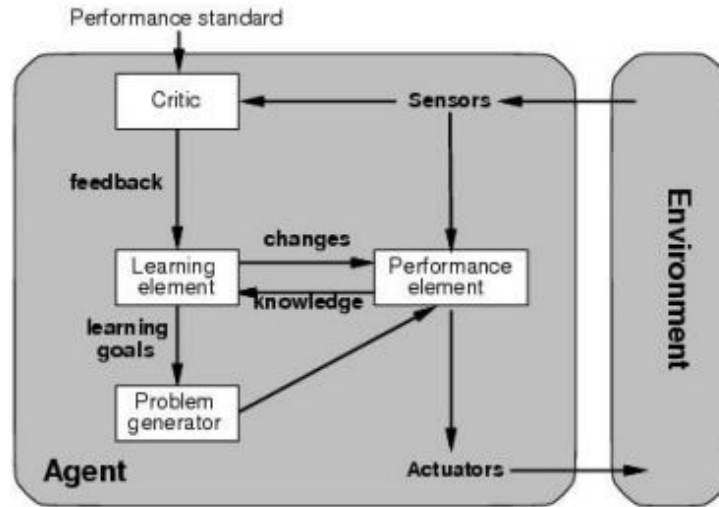 Performance standard
Critic
Sensors
feedback
changes
Learning
element
Performance
element
knowledge
learning
goals
Problem
generator
Agent
Actuators
Environment